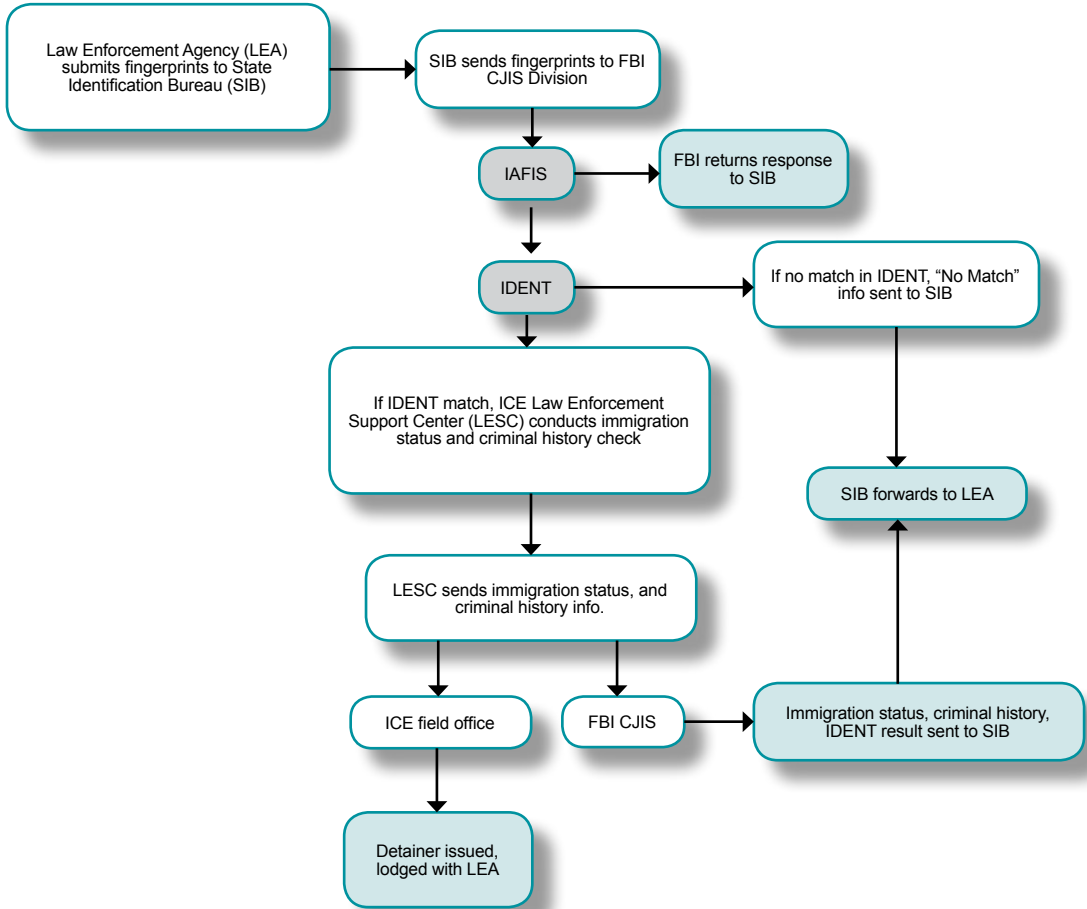 Law Enforcement Agency (LEA)
submits fingerprints to State
Identification Bureau (SIB)
SIB sends fingerprints to FBI
CJIS Division
IAFIS
FBI returns response
to SIB
IDENT
If no match in IDENT, “No Match”
info sent to SIB
If IDENT match, ICE Law Enforcement
Support Center (LESC) conducts immigration
status and criminal history check
SIB forwards to LEA
LESC sends immigration status, and
criminal history info.
ICE field office
FBI CJIS
Immigration status, criminal history,
IDENT result sent to SIB
Detainer issued,
lodged with LEA